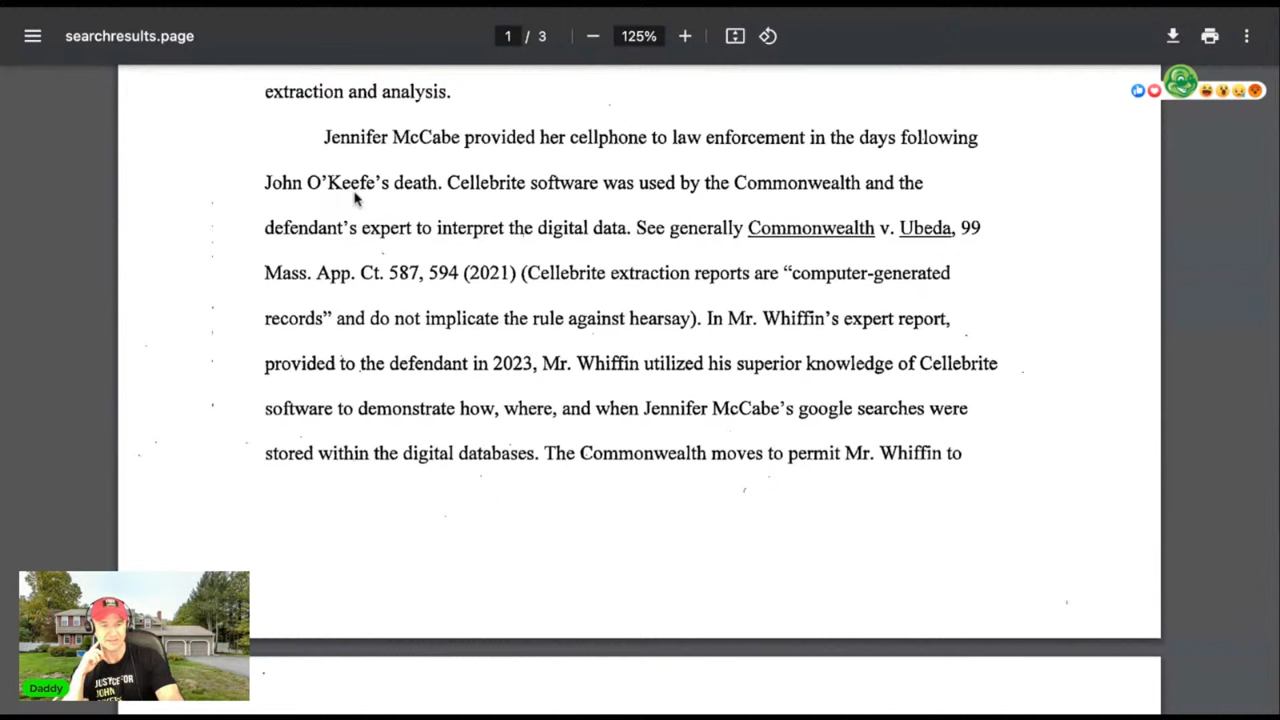 searchresults.page
1 / 3
125%
extraction and analysis.
Jennifer McCabe provided her cellphone to law enforcement in the days following
John O’Keefe’s death. Cellebrite software was used by the Commonwealth and the
defendant’s expert to interpret the digital data. See generally Commonwealth v. Ubeda, 99
Mass. App. Ct. 587, 594 (2021) (Cellebrite extraction reports are “computer-generated
records” and do not implicate the rule against hearsay). In Mr. Whiffin’s expert report,
provided to the defendant in 2023, Mr. Whiffin utilized his superior knowledge of Cellebrite
software to demonstrate how, where, and when Jennifer McCabe’s google searches were
stored within the digital databases. The Commonwealth moves to permit Mr. Whiffin to
Daddy
JUSTICE FOR
JOHN